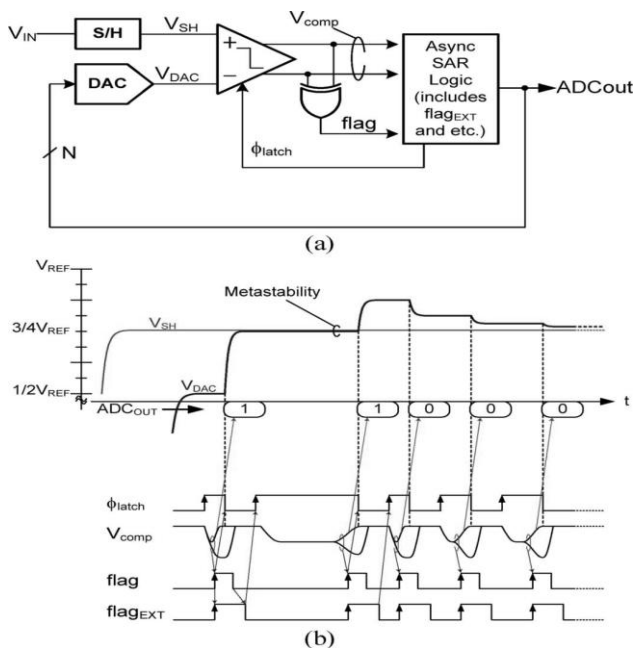 V_IN
S/H
V_SH
V_comp
DAC
V_DAC
+
−
Async
SAR
Logic
(includes
flag_EXT
and etc.)
ADCout
flag
N
ϕ_latch
(a)
V_REF
Metastability
3/4V_REF
V_SH
V_DAC
1/2V_REF
ADC_OUT
1
1
0
0
0
t
ϕ_latch
V_comp
flag
flag_EXT
(b)